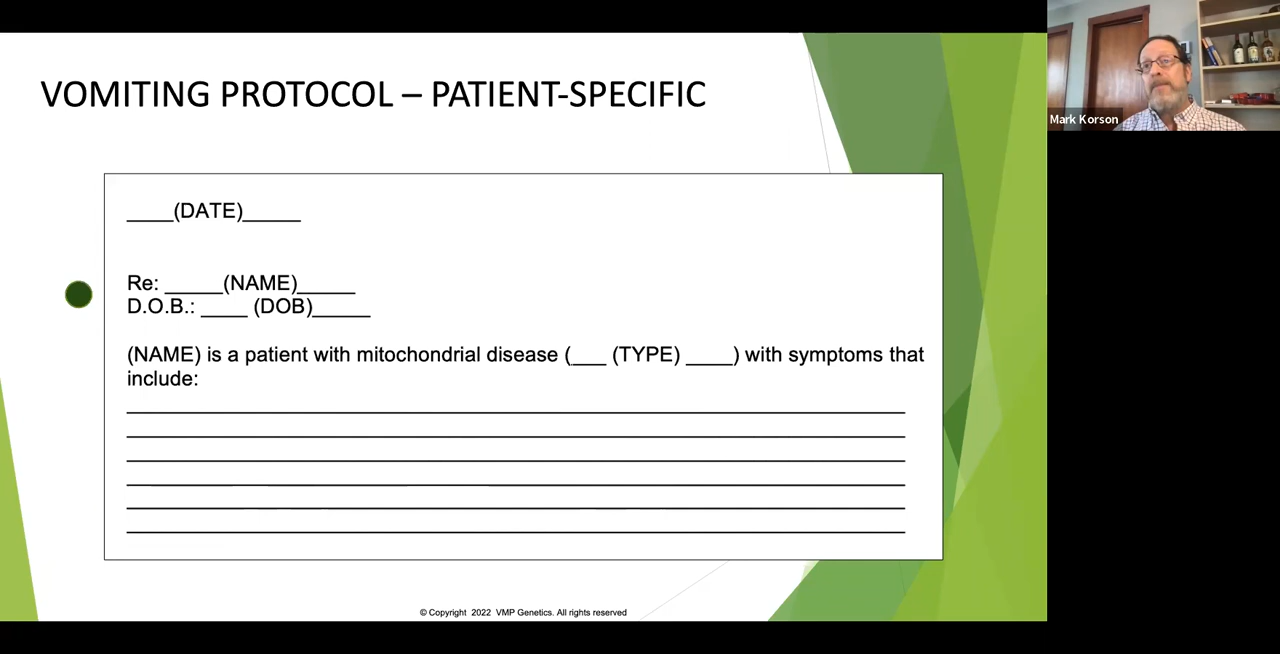 VOMITING PROTOCOL – PATIENT-SPECIFIC
Mark Korson
____(DATE)_____
Re: _____(NAME)_____
D.O.B.: ____ (DOB)_____
(NAME) is a patient with mitochondrial disease (___ (TYPE) ____) with symptoms that
include:
© Copyright 2022 VMP Genetics. All rights reserved